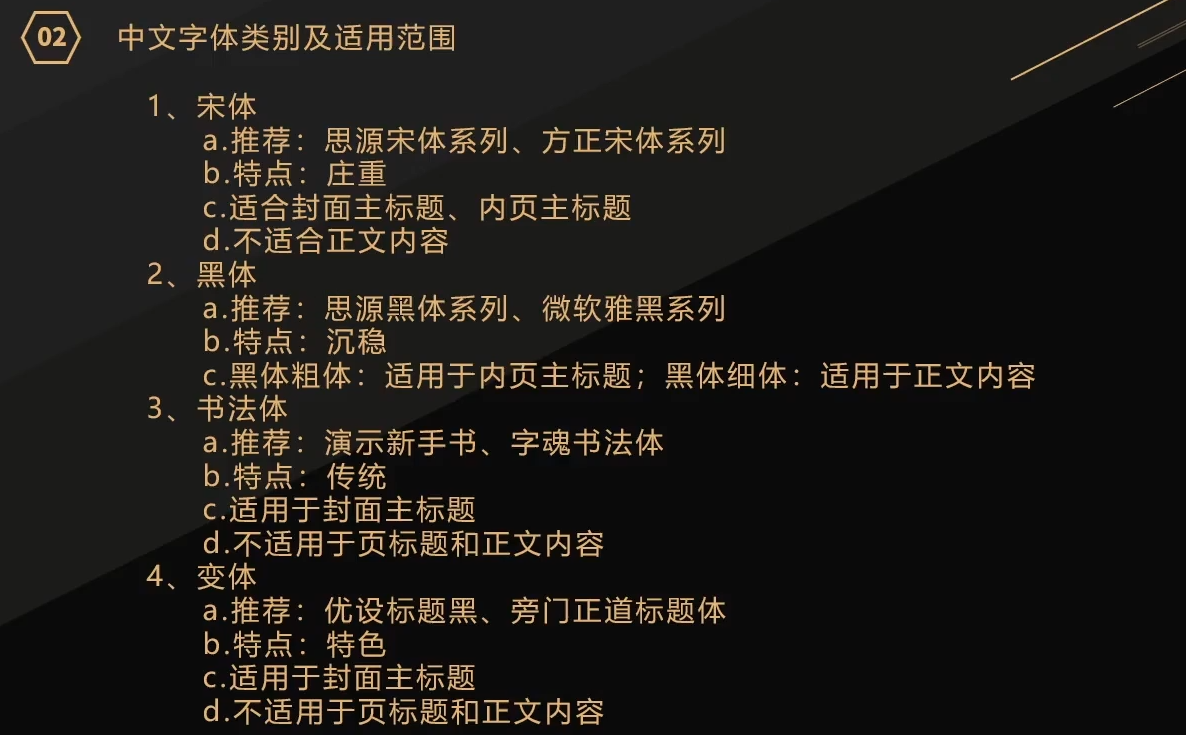 02 中文字体类别及适用范围
1、宋体
a.推荐：思源宋体系列、方正宋体系列
b.特点：庄重
c.适合封面主标题、内页主标题
d.不适合正文内容
2、黑体
a.推荐：思源黑体系列、微软雅黑系列
b.特点：沉稳
c.黑体粗体：适用于内页主标题；黑体细体：适用于正文内容
3、书法体
a.推荐：演示新手书、字魂书法体
b.特点：传统
c.适用于封面主标题
d.不适用于页标题和正文内容
4、变体
a.推荐：优设标题黑、旁门正道标题体
b.特点：特色
c.适用于封面主标题
d.不适用于页标题和正文内容